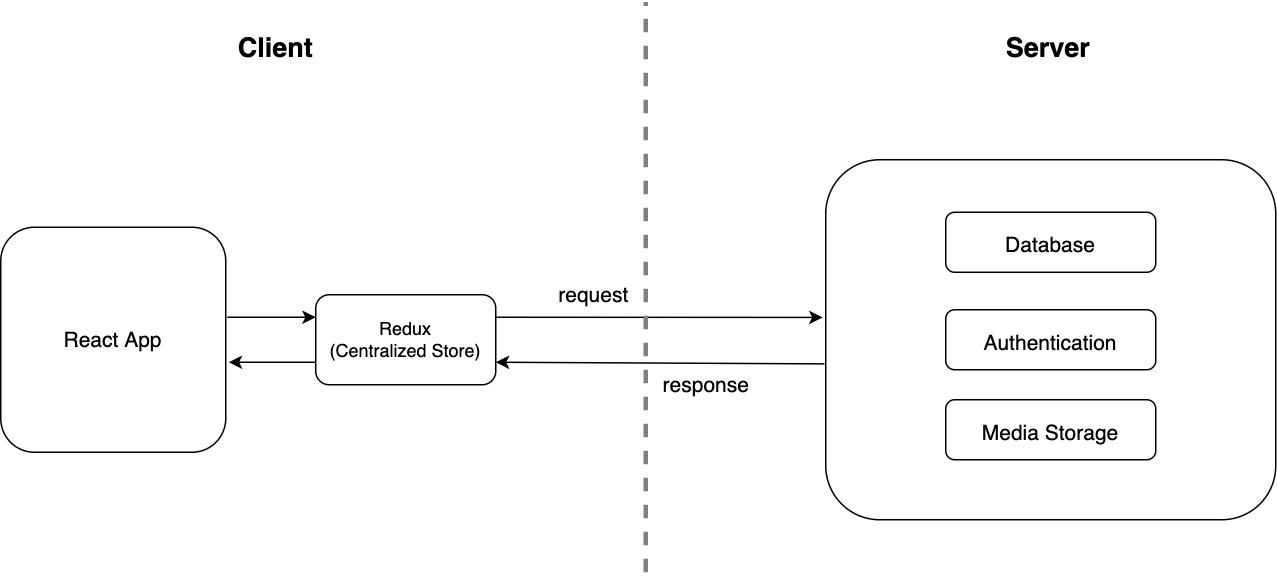 Client
Server
React App
Redux
(Centralized Store)
request
response
Database
Authentication
Media Storage